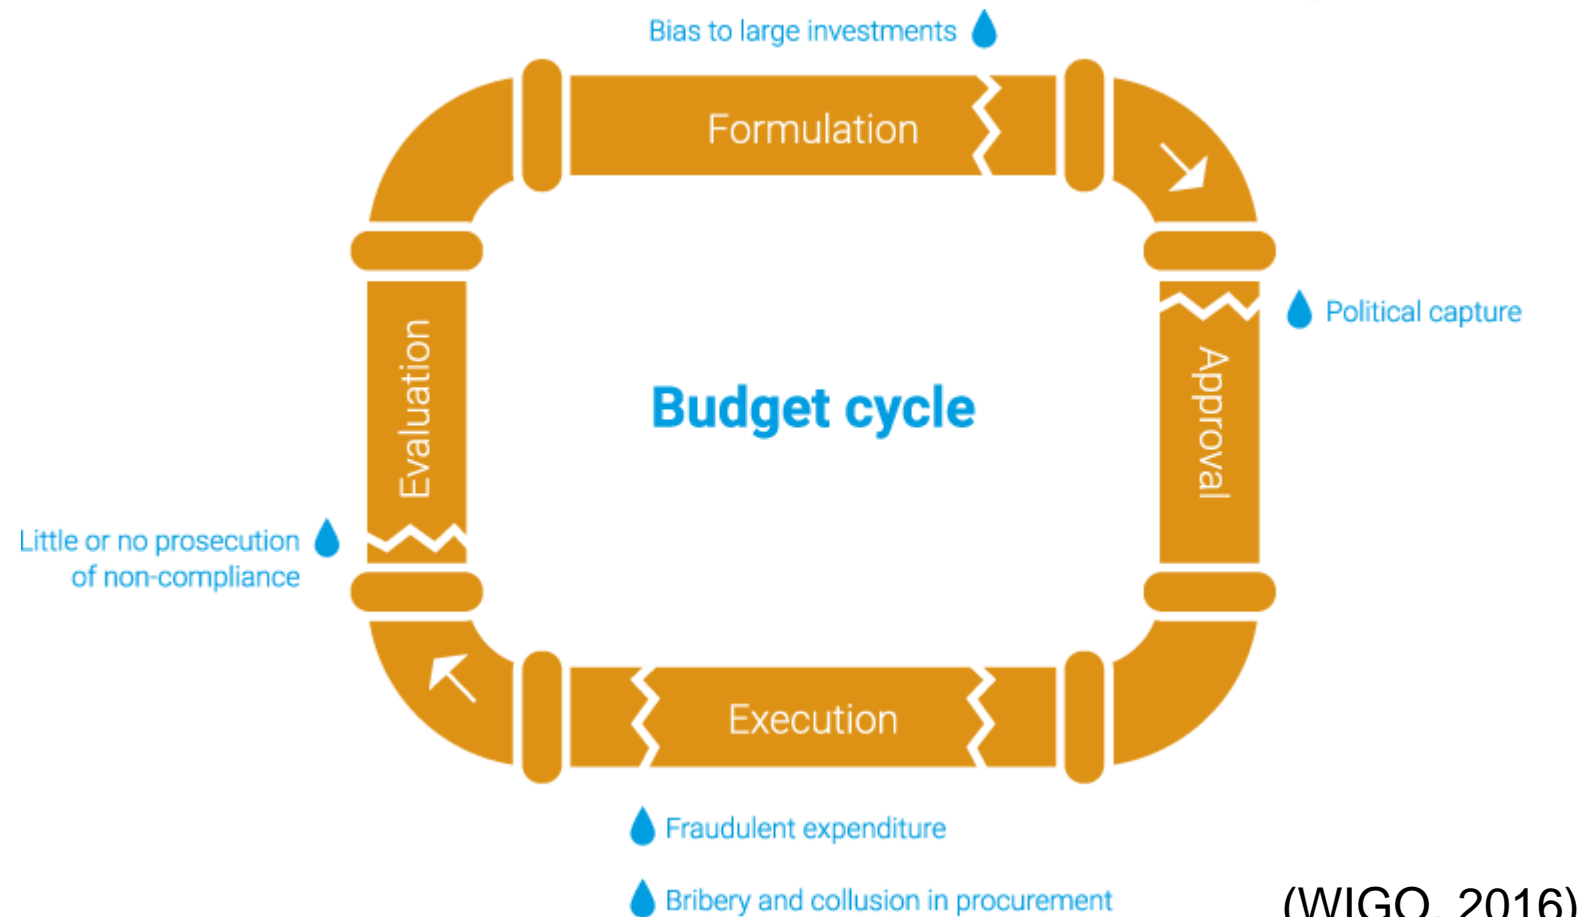 Bias to large investments
Formulation
Political capture
Approval
Budget cycle
Evaluation
Little or no prosecution
of non-compliance
Execution
Fraudulent expenditure
Bribery and collusion in procurement
(WIGO, 2016)